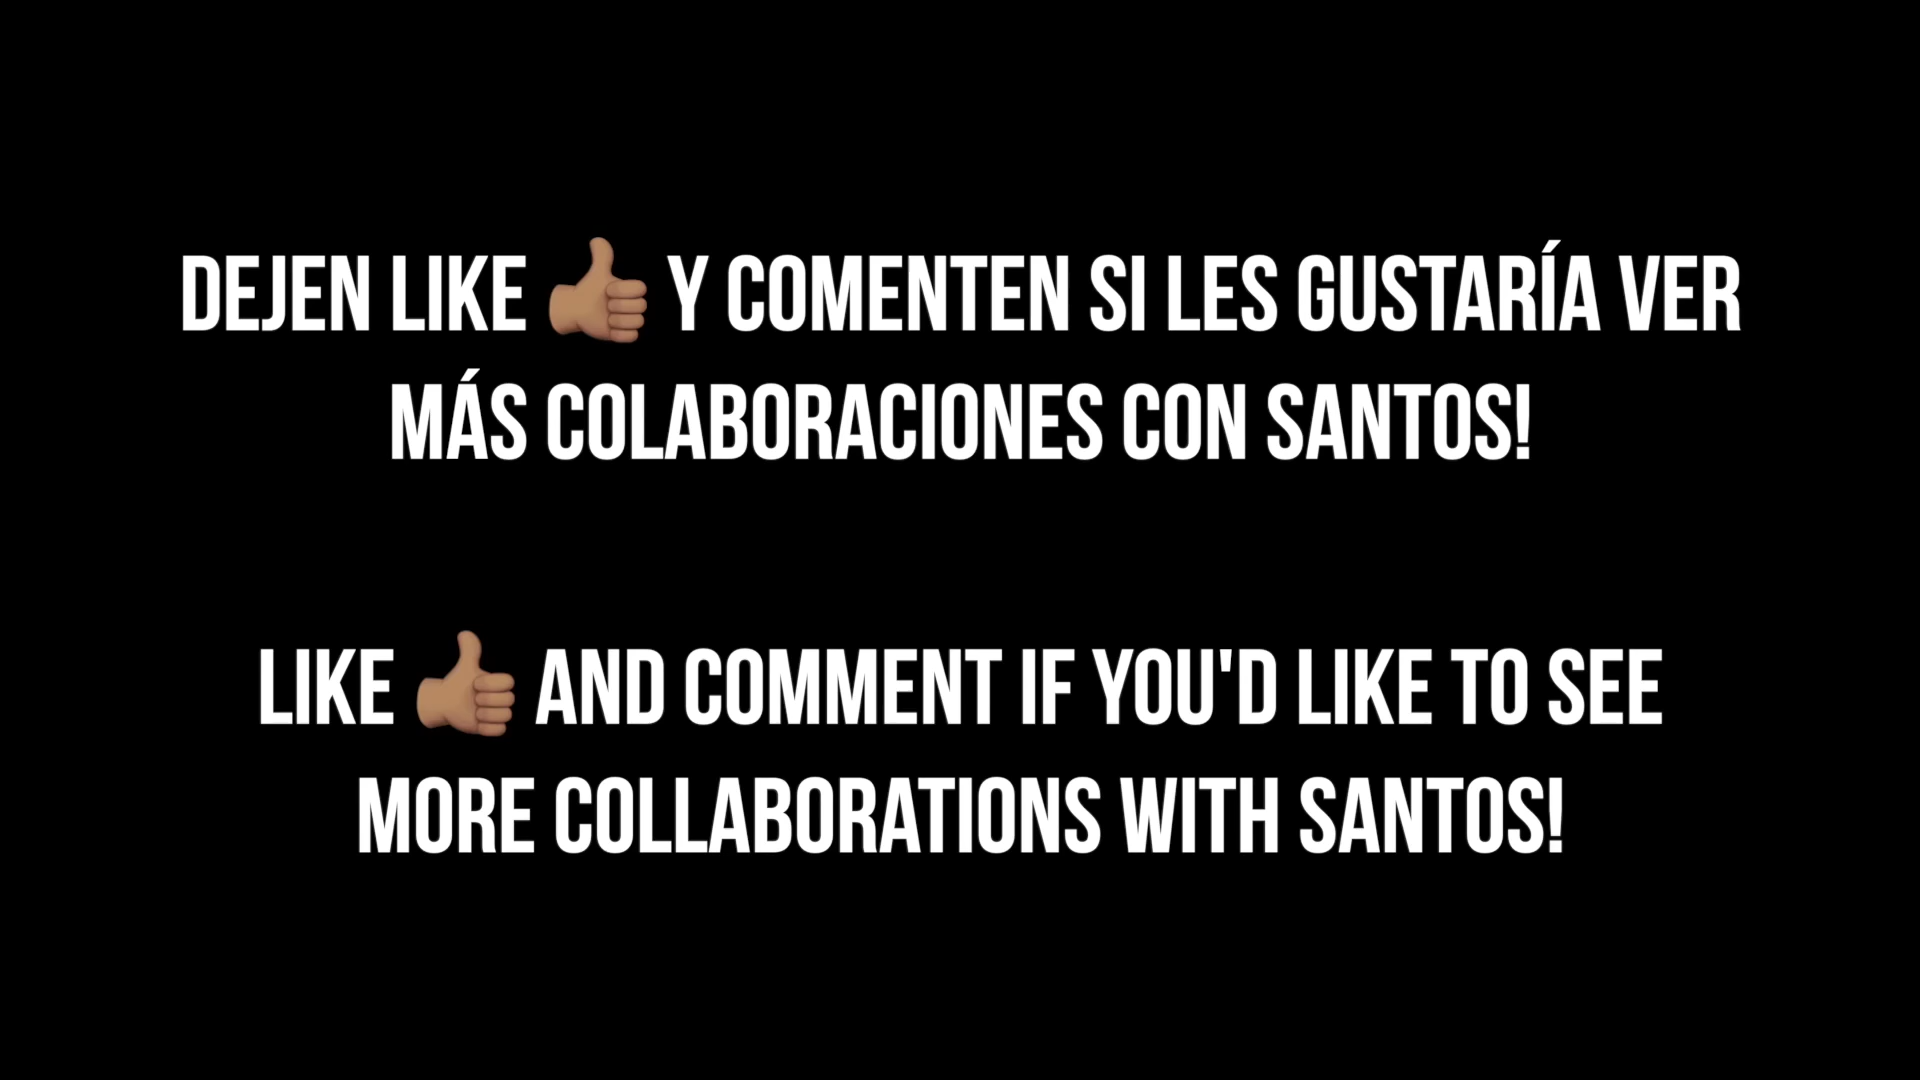 DEJEN LIKE 👍🏽 Y COMENTEN SI LES GUSTARÍA VER
MÁS COLABORACIONES CON SANTOS!
LIKE 👍🏽 AND COMMENT IF YOU'D LIKE TO SEE
MORE COLLABORATIONS WITH SANTOS!